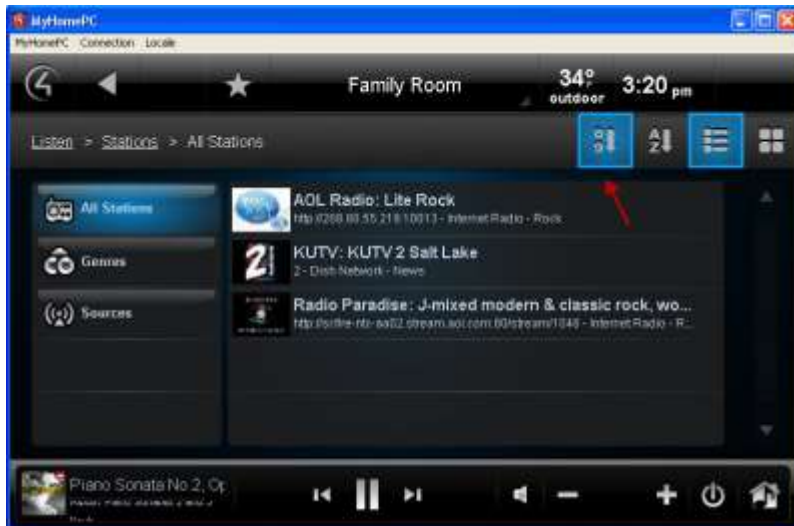 MyHomePC
MyHomePC Connection Locale
Family Room
34° outdoor
3:20 pm
Listen > Stations > All Stations
All Stations
Genres
Sources
AOL Radio: Lite Rock
- Internet Radio - Rock
KUTV: KUTV 2 Salt Lake
2 - Dish Network - News
Radio Paradise: J-mixed modern & classic rock, wo...
- Internet Radio - R...
Piano Sonata No.2, Op